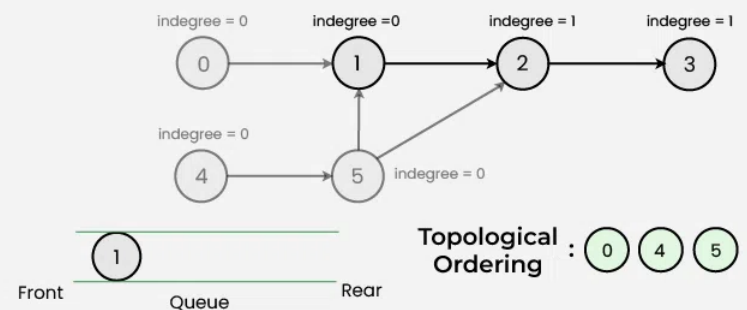 indegree = 0
indegree =0
indegree = 1
indegree = 1
0
1
2
3
indegree = 0
4
5
indegree = 0
Topological
Ordering
:
0
4
5
1
Front
Queue
Rear